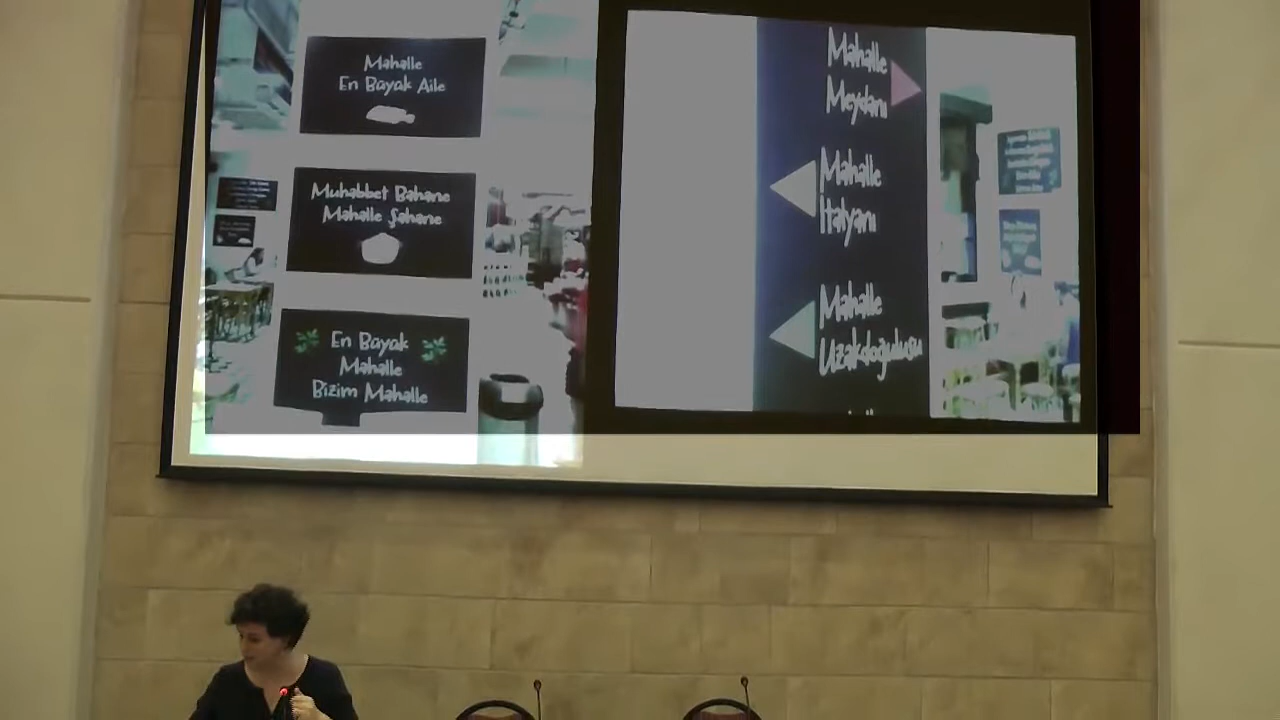 Mahalle
En Bayak Aile
Muhabbet Bahane
Mahalle Şahane
En Bayak
Mahalle
Bizim Mahalle
Mahalle
Meydanı
Mahalle
İtalyanı
Mahalle
Uzakdoğulusu